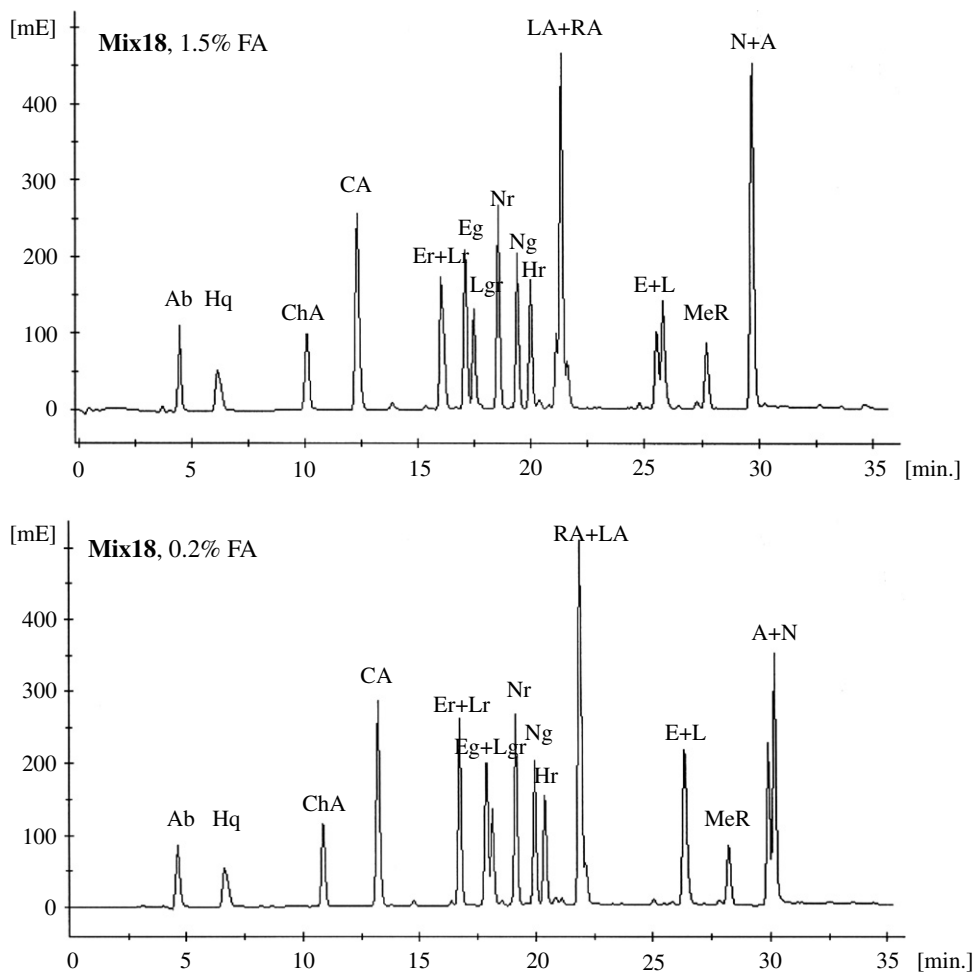 [mE]
Mix18, 1.5% FA
LA+RA
N+A
400
300
CA
Nr
Eg
Ng
200
Er+Lr
Hr
Lgr
E+L
Ab
Hq
ChA
MeR
100
0
0 5 10 15 20 25 30 35 [min.]
[mE]
Mix18, 0.2% FA
RA+LA
400
A+N
CA
300
Er+Lr
Nr
Eg+Lgr
Ng
E+L
200
Hr
Ab
Hq
ChA
MeR
100
0
0 5 10 15 20 25 30 35 [min.]